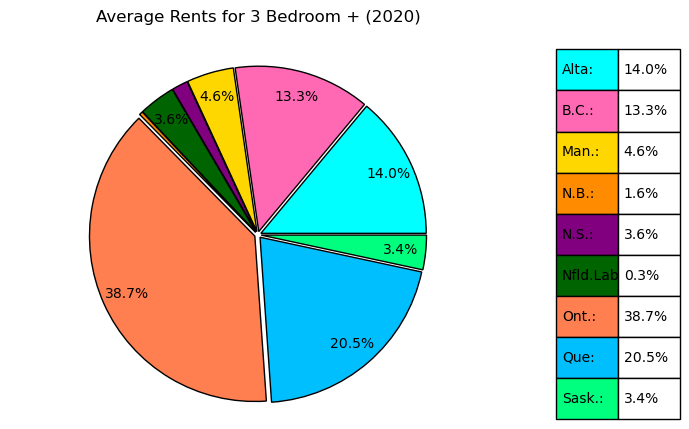 Average Rents for 3 Bedroom + (2020)
4.6%
13.3%
3.6%
14.0%
3.4%
38.7%
20.5%
Alta: 14.0%
B.C.: 13.3%
Man.: 4.6%
N.B.: 1.6%
N.S.: 3.6%
Nfld.Lab 0.3%
Ont.: 38.7%
Que: 20.5%
Sask.: 3.4%